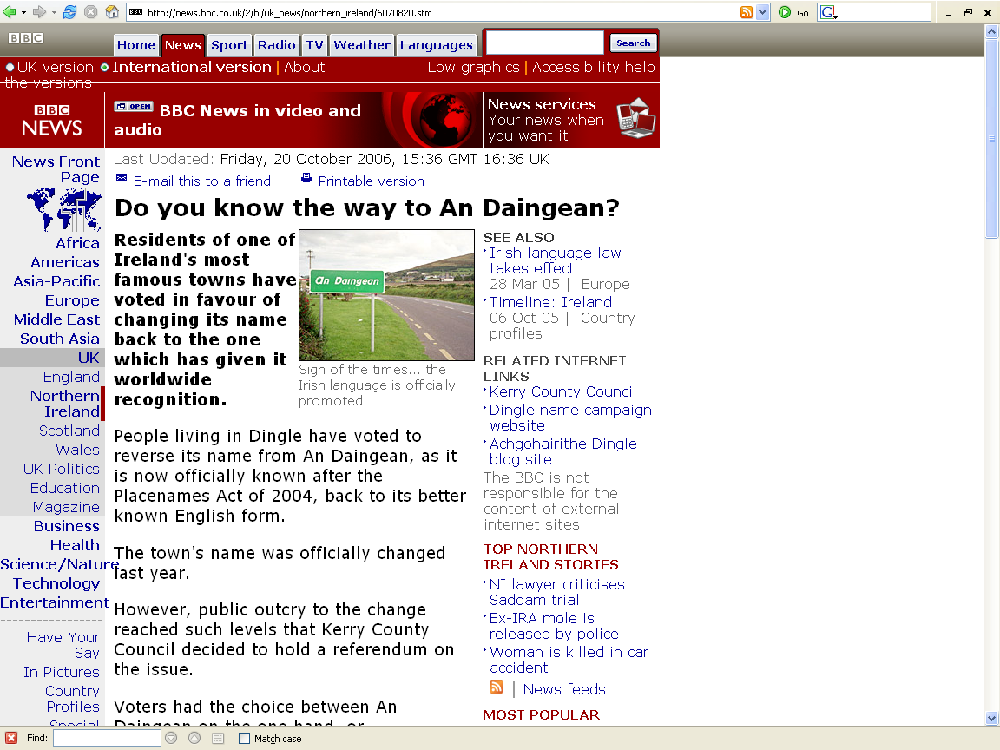 http://news.bbc.co.uk/2/hi/uk_news/northern_ireland/6070820.stm
Go
BBC
Home
News
Sport
Radio
TV
Weather
Languages
Search
UK version
International version | About
the versions
Low graphics | Accessibility help
BBC
NEWS
OPEN
BBC News in video and
audio
News services
Your news when
you want it
News Front
Page
Africa
Americas
Asia-Pacific
Europe
Middle East
South Asia
UK
England
Northern
Ireland
Scotland
Wales
UK Politics
Education
Magazine
Business
Health
Science/Nature
Technology
Entertainment
Have Your
Say
In Pictures
Country
Profiles
Special
Last Updated: Friday, 20 October 2006, 15:36 GMT 16:36 UK
E-mail this to a friend
Printable version
Do you know the way to An Daingean?
Residents of one of
Ireland's most
famous towns have
voted in favour of
changing its name
back to the one
which has given it
worldwide
recognition.
An Daingean
Sign of the times... the
Irish language is officially
promoted
People living in Dingle have voted to
reverse its name from An Daingean, as it
is now officially known after the
Placenames Act of 2004, back to its better
known English form.
The town's name was officially changed
last year.
However, public outcry to the change
reached such levels that Kerry County
Council decided to hold a referendum on
the issue.
Voters had the choice between An
Daingean on the one hand, or
SEE ALSO
Irish language law
takes effect
28 Mar 05 | Europe
Timeline: Ireland
06 Oct 05 | Country
profiles
RELATED INTERNET
LINKS
Kerry County Council
Dingle name campaign
website
Achgohairithe Dingle
blog site
The BBC is not
responsible for the
content of external
internet sites
TOP NORTHERN
IRELAND STORIES
NI lawyer criticises
Saddam trial
Ex-IRA mole is
released by police
Woman is killed in car
accident
| News feeds
MOST POPULAR
Find:
Match case